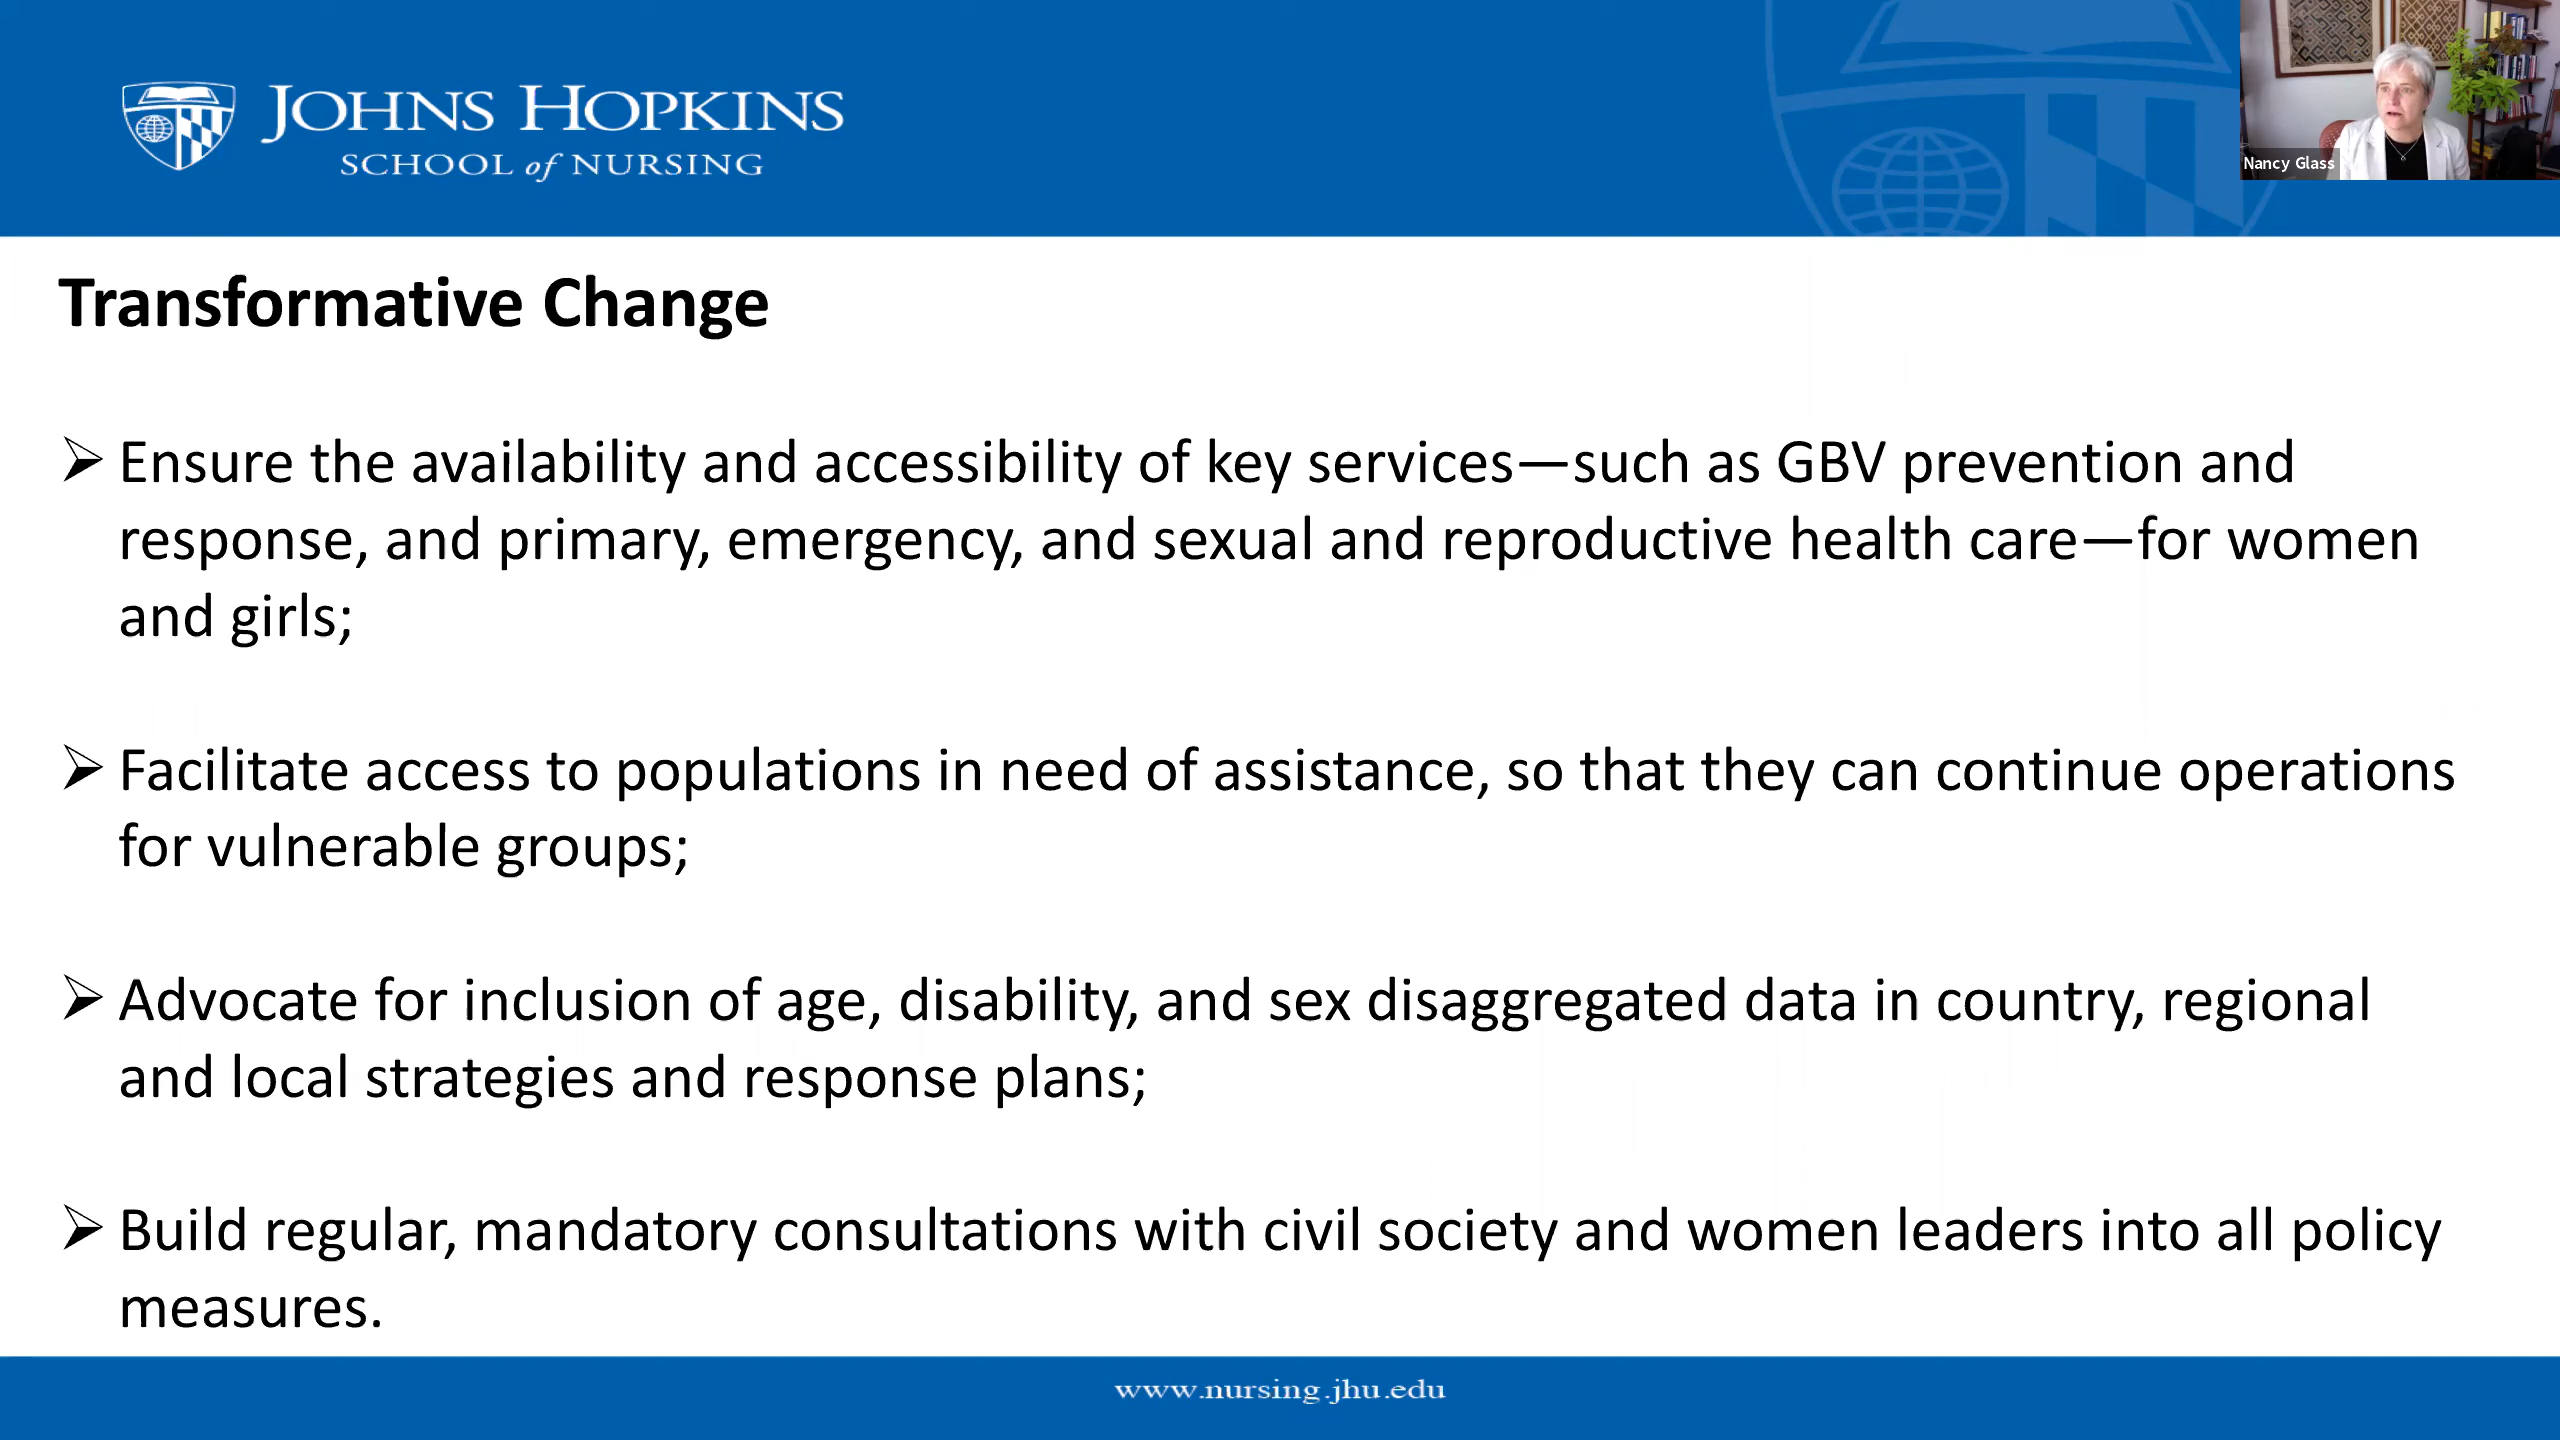 JOHNS HOPKINS
SCHOOL of NURSING
Nancy Glass
Transformative Change
➢ Ensure the availability and accessibility of key services—such as GBV prevention and
response, and primary, emergency, and sexual and reproductive health care—for women
and girls;
➢ Facilitate access to populations in need of assistance, so that they can continue operations
for vulnerable groups;
➢ Advocate for inclusion of age, disability, and sex disaggregated data in country, regional
and local strategies and response plans;
➢ Build regular, mandatory consultations with civil society and women leaders into all policy
measures.
www.nursing.jhu.edu